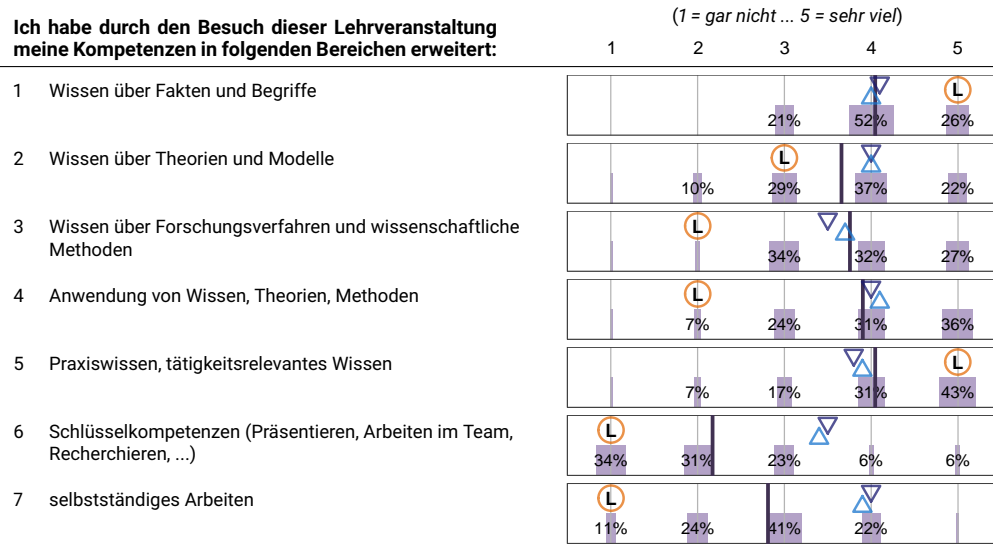 (1 = gar nicht ... 5 = sehr viel)
Ich habe durch den Besuch dieser Lehrveranstaltung
meine Kompetenzen in folgenden Bereichen erweitert:
1 2 3 4 5
1 Wissen über Fakten und Begriffe
L
21% 52% 26%
2 Wissen über Theorien und Modelle
L
10% 29% 37% 22%
3 Wissen über Forschungsverfahren und wissenschaftliche
Methoden
L
34% 32% 27%
4 Anwendung von Wissen, Theorien, Methoden
L
7% 24% 31% 36%
5 Praxiswissen, tätigkeitsrelevantes Wissen
L
7% 17% 31% 43%
6 Schlüsselkompetenzen (Präsentieren, Arbeiten im Team,
Recherchieren, ...)
L
34% 31% 23% 6% 6%
7 selbstständiges Arbeiten
L
11% 24% 41% 22%